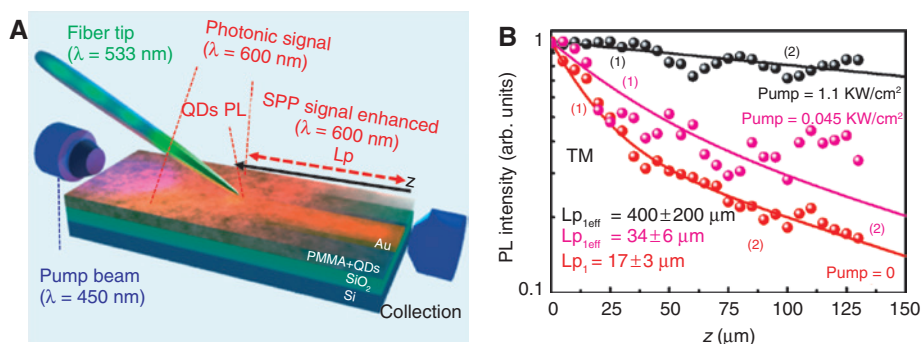 A
Fiber tip
(λ = 533 nm)
Photonic signal
(λ = 600 nm)
QDs PL
SPP signal enhanced
(λ = 600 nm)
Lp
z
Au
PMMA+QDs
SiO2
Si
Pump beam
(λ = 450 nm)
Collection
B
PL intensity (arb. units)
1
0.1
(1)
(2)
Pump = 1.1 KW/cm²
(1)
Pump = 0.045 KW/cm²
(1)
TM
Lp1eff = 400±200 μm
Lp1eff = 34±6 μm
Lp1 = 17±3 μm
(2)
(2)
Pump = 0
0 25 50 75 100 125 150
z (μm)